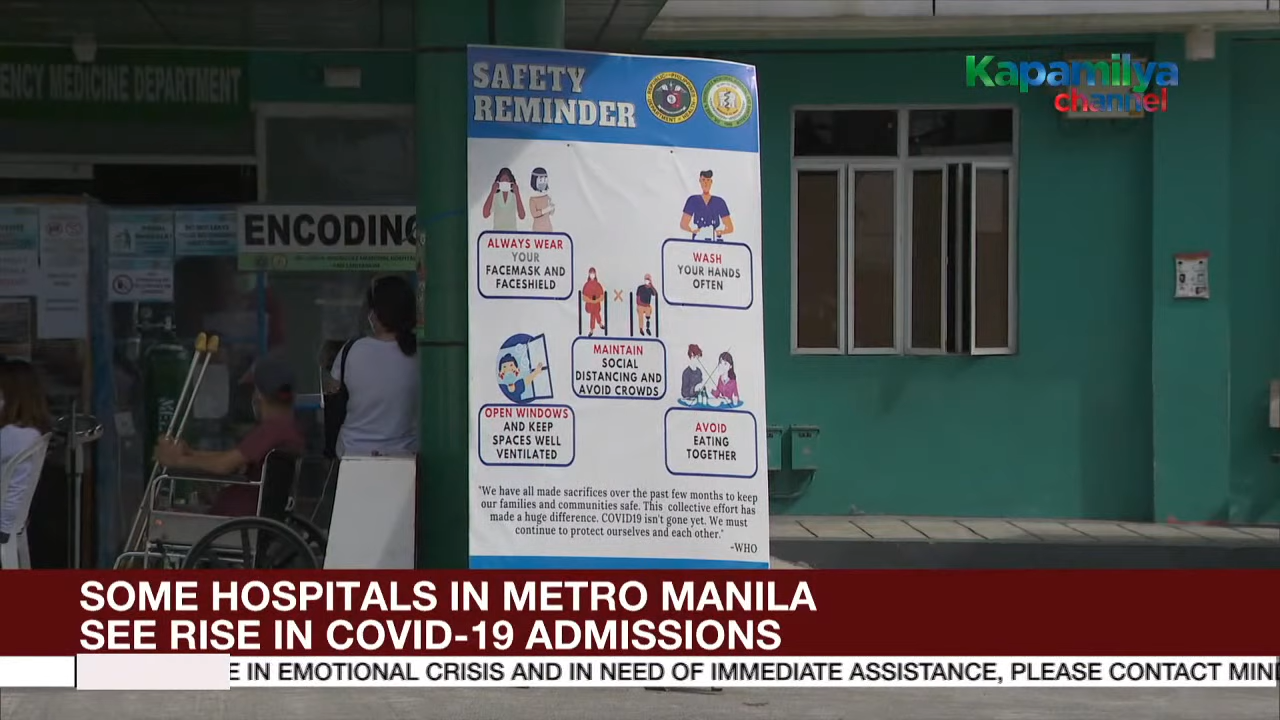 Kapamilya
channel
ENCY MEDICINE DEPARTMENT
ENCODING
SAFETY
REMINDER
ALWAYS WEAR
YOUR
FACEMASK AND
FACESHIELD
WASH
YOUR HANDS
OFTEN
MAINTAIN
SOCIAL
DISTANCING AND
AVOID CROWDS
OPEN WINDOWS
AND KEEP
SPACES WELL
VENTILATED
AVOID
EATING
TOGETHER
"We have all made sacrifices over the past few months to keep
our families and communities safe. This collective effort has
made a huge difference. COVID19 isn't gone yet. We must
continue to protect ourselves and each other."
-WHO
SOME HOSPITALS IN METRO MANILA
SEE RISE IN COVID-19 ADMISSIONS
E IN EMOTIONAL CRISIS AND IN NEED OF IMMEDIATE ASSISTANCE, PLEASE CONTACT MIN